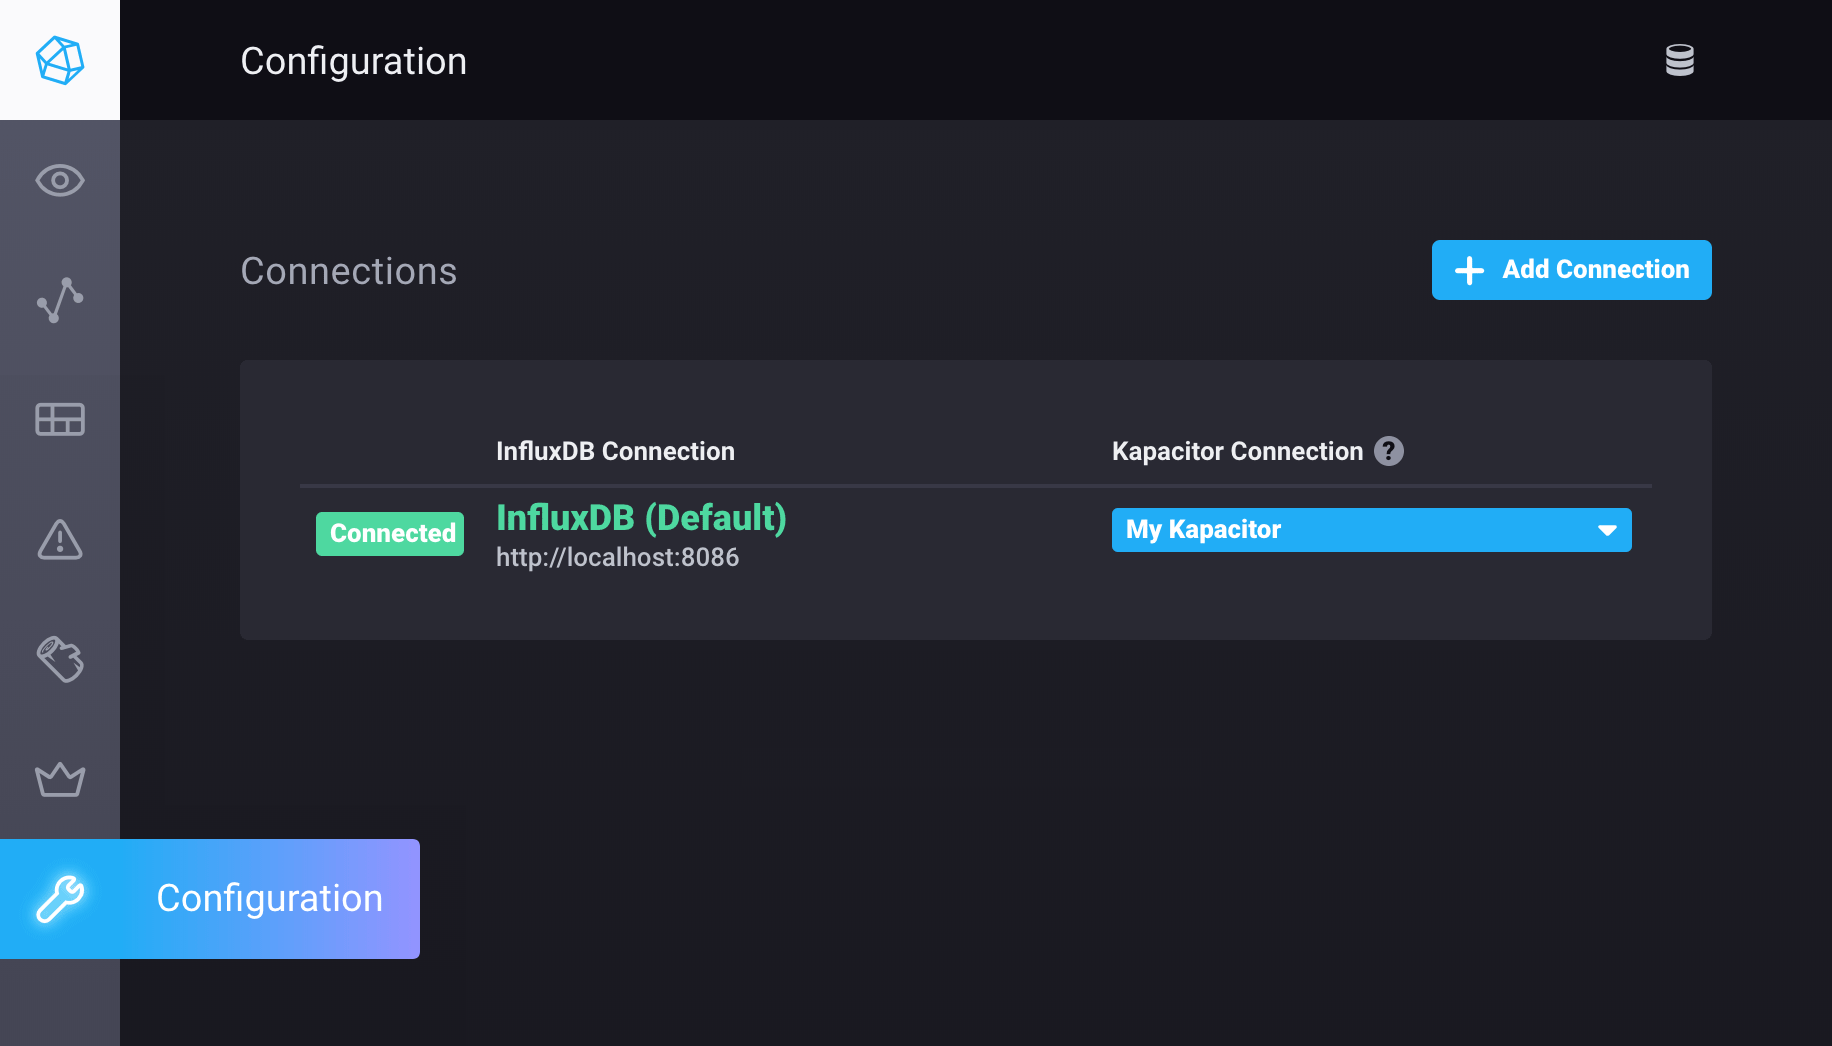 Configuration
Connections
Add Connection
InfluxDB Connection
Kapacitor Connection ?
Connected
InfluxDB (Default)
http://localhost:8086
My Kapacitor
Configuration